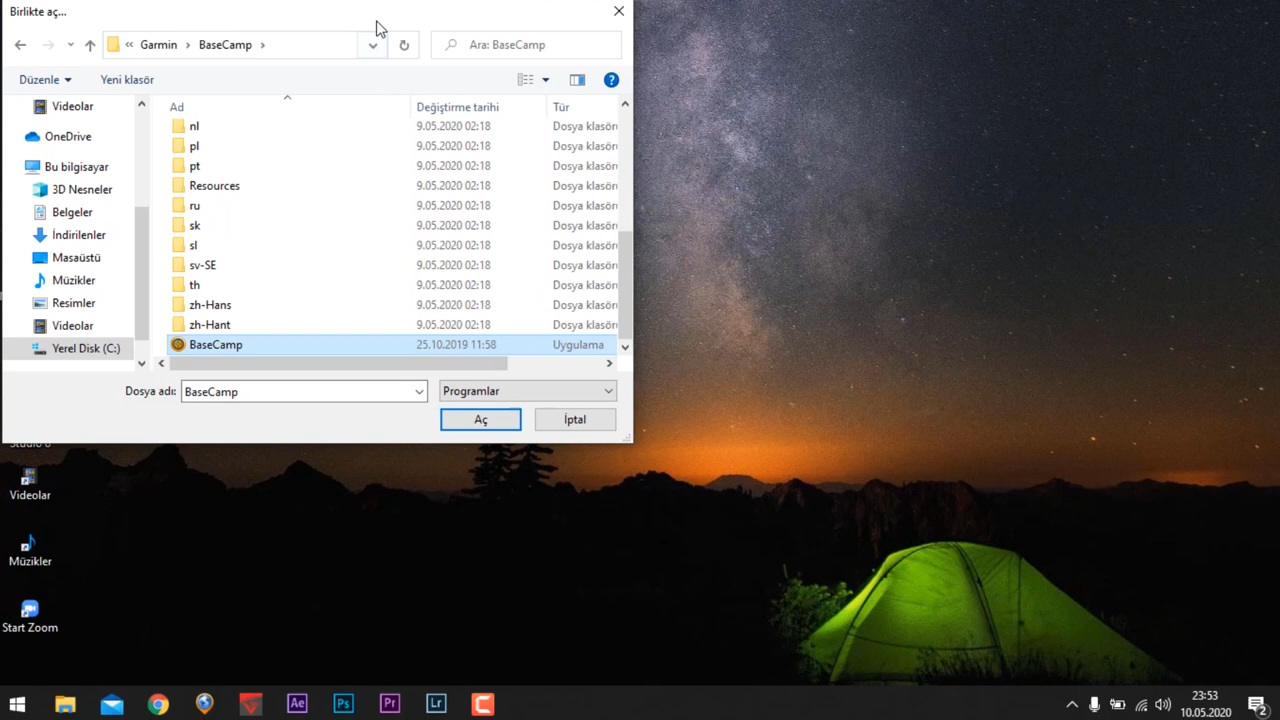 Birlikte aç...
« Garmin › BaseCamp ›
Ara: BaseCamp
Düzenle
Yeni klasör
Videolar
OneDrive
Bu bilgisayar
3D Nesneler
Belgeler
İndirilenler
Masaüstü
Müzikler
Resimler
Videolar
Yerel Disk (C:)
Ad Değiştirme tarihi Tür
nl 9.05.2020 02:18 Dosya klasörü
pl 9.05.2020 02:18 Dosya klasörü
pt 9.05.2020 02:18 Dosya klasörü
Resources 9.05.2020 02:18 Dosya klasörü
ru 9.05.2020 02:18 Dosya klasörü
sk 9.05.2020 02:18 Dosya klasörü
sl 9.05.2020 02:18 Dosya klasörü
sv-SE 9.05.2020 02:18 Dosya klasörü
th 9.05.2020 02:18 Dosya klasörü
zh-Hans 9.05.2020 02:18 Dosya klasörü
zh-Hant 9.05.2020 02:18 Dosya klasörü
BaseCamp 25.10.2019 11:58 Uygulama
Dosya adı: BaseCamp
Programlar
Aç
İptal
Videolar
Müzikler
Start Zoom
Ae
Ps
Pr
Lr
23:53
10.05.2020
2